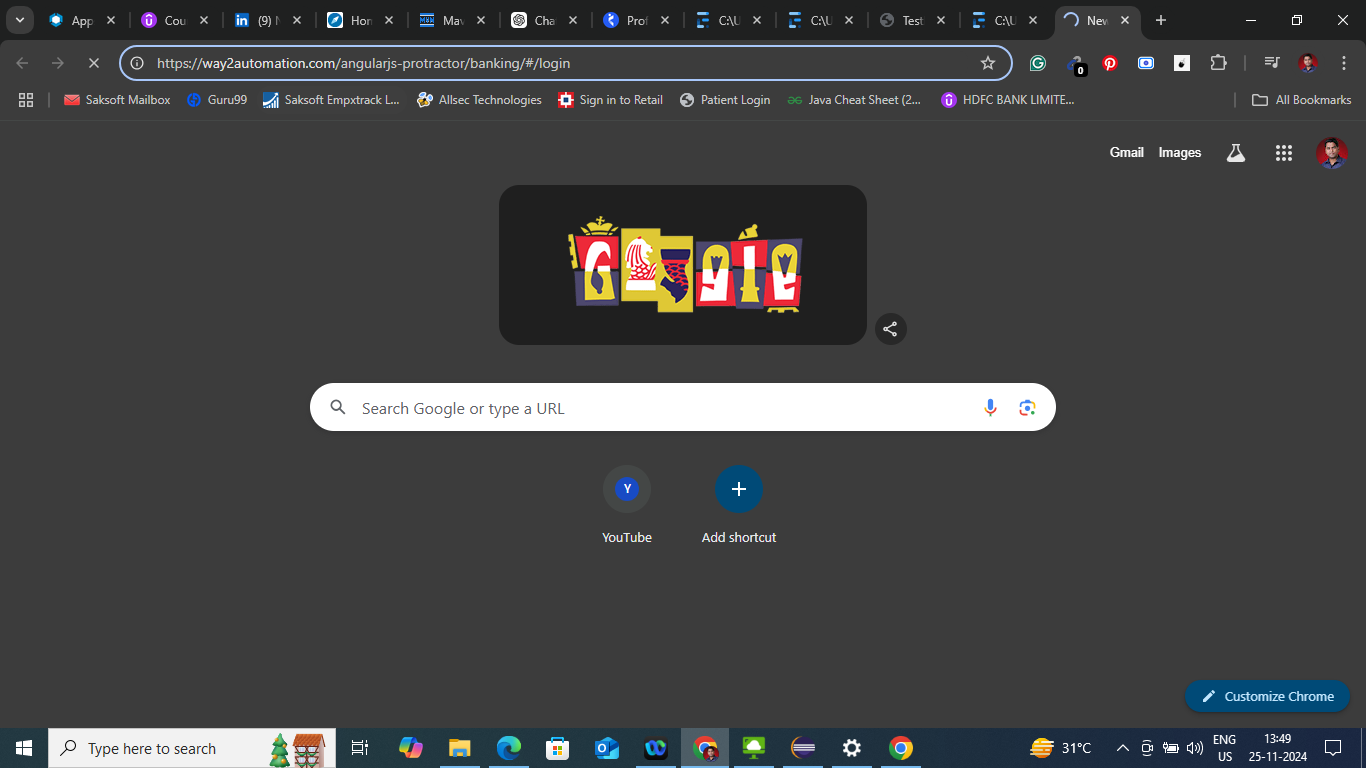 App
Cou
(9) N
Hon
Mav
Cha
Prof
C:\U
C:\U
Test
C:\U
New
https://way2automation.com/angularjs-protractor/banking/#/login
0
Saksoft Mailbox
Guru99
Saksoft Empxtrack L...
Allsec Technologies
Sign in to Retail
Patient Login
Java Cheat Sheet (2...
HDFC BANK LIMITE...
All Bookmarks
Gmail
Images
Search Google or type a URL
Y
YouTube
Add shortcut
Customize Chrome
Type here to search
31°C
ENG
US
13:49
25-11-2024